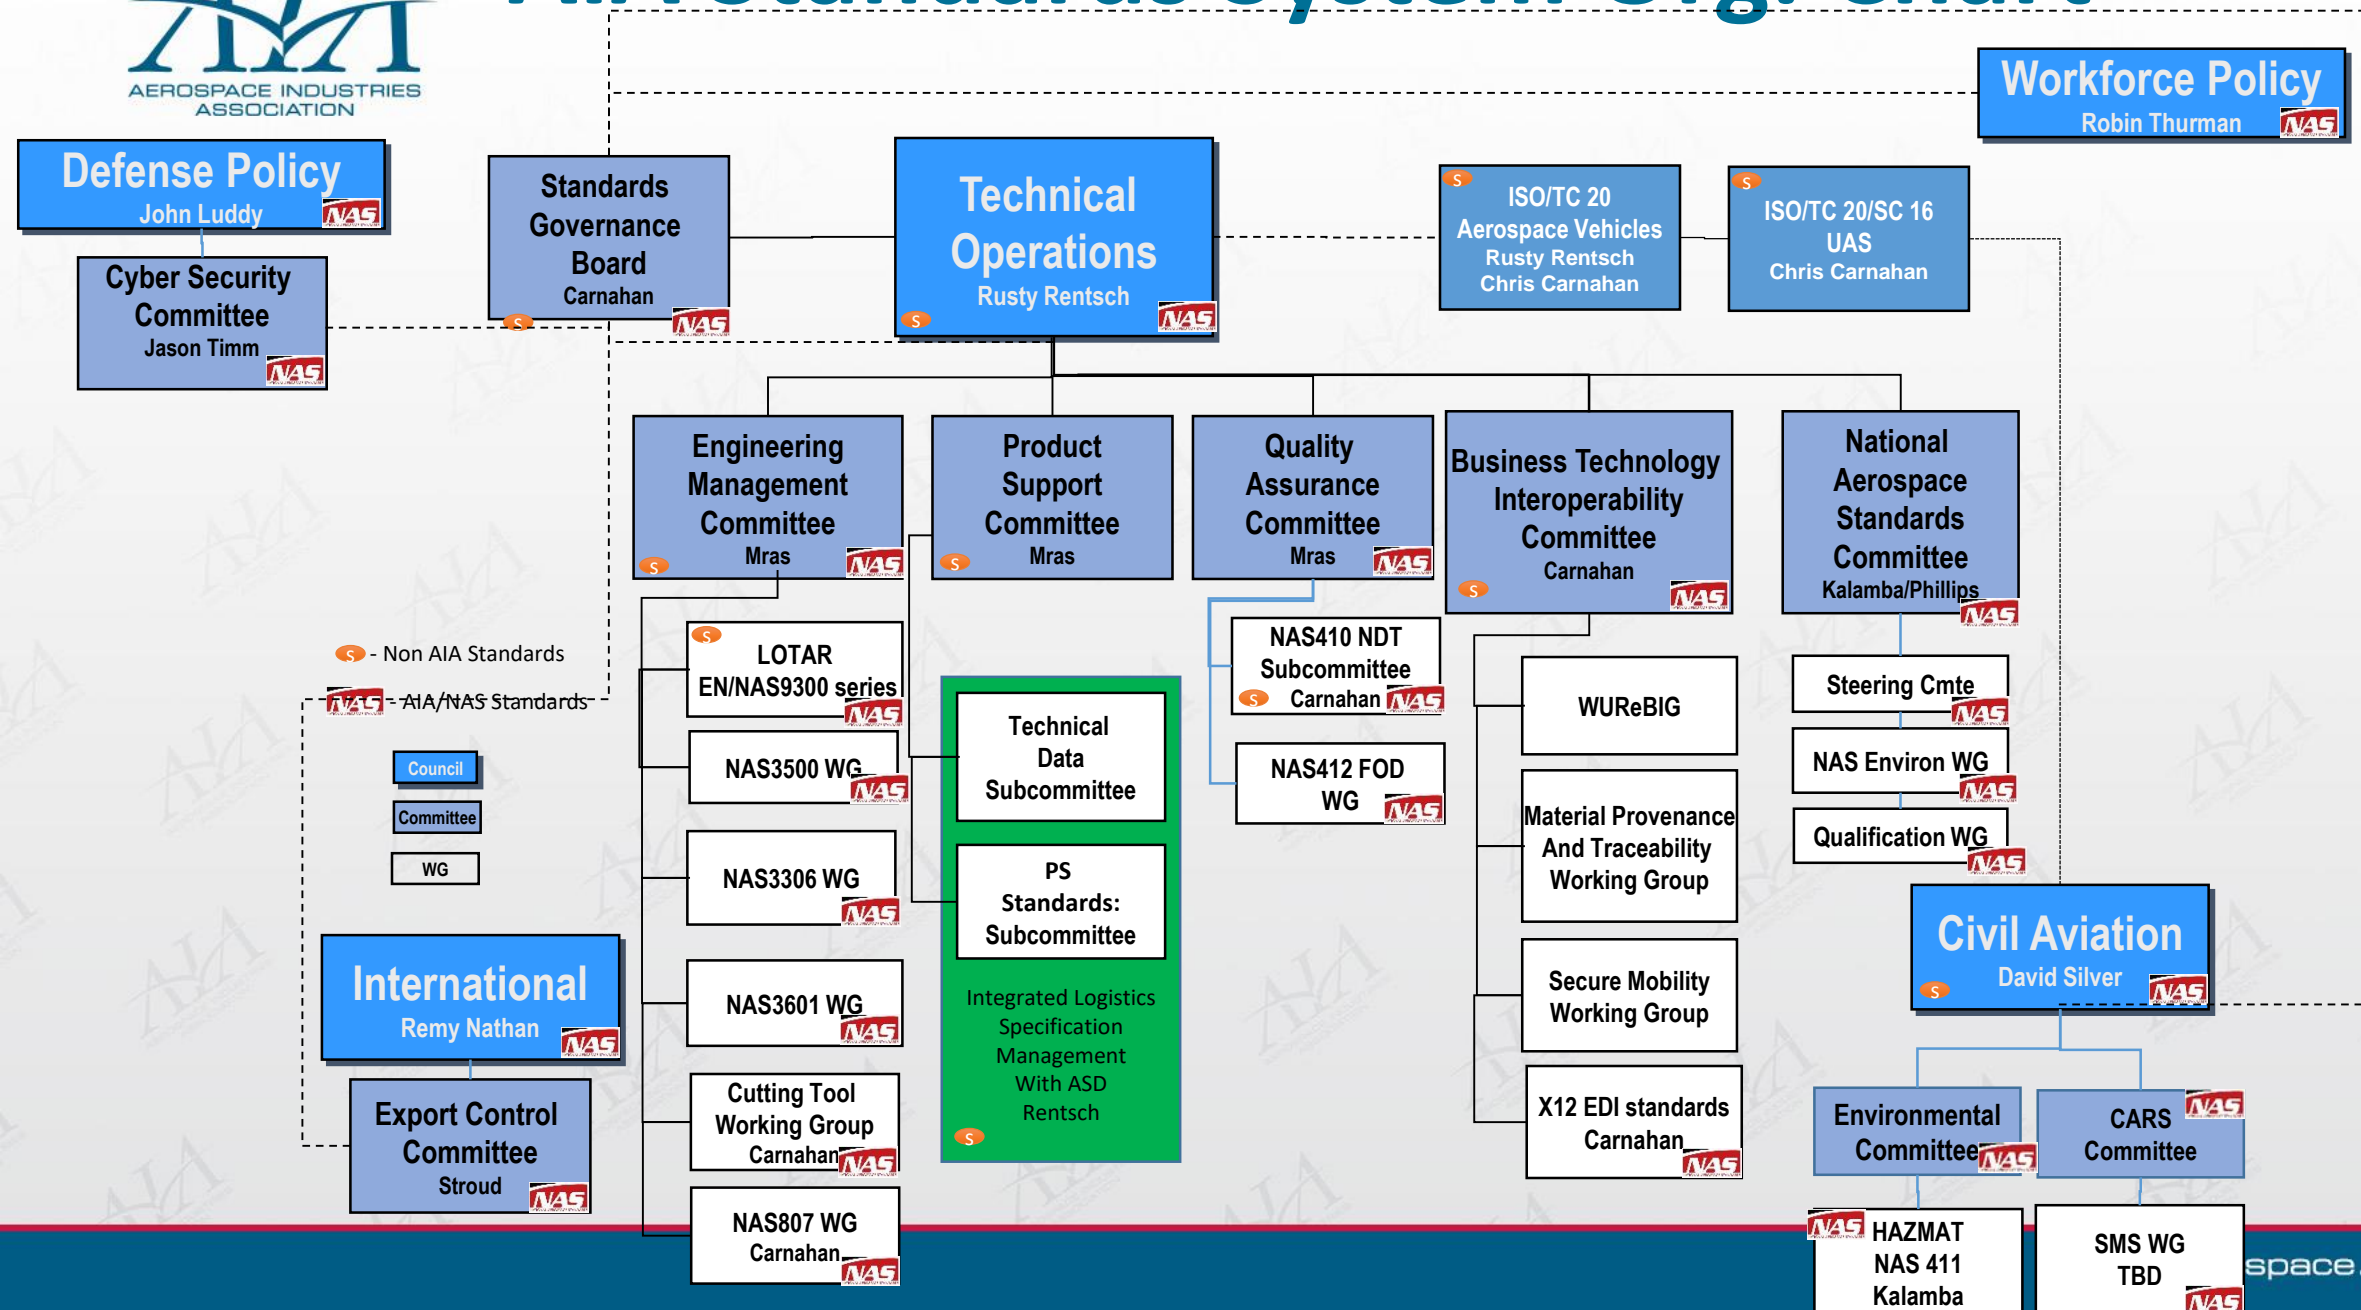 AIA Standards System Org. Chart
AEROSPACE INDUSTRIES
ASSOCIATION
Workforce Policy
Robin Thurman
NAS
Defense Policy
John Luddy
NAS
Cyber Security
Committee
Jason Timm
NAS
Standards
Governance
Board
Carnahan
S
NAS
Technical
Operations
Rusty Rentsch
S
NAS
S
ISO/TC 20
Aerospace Vehicles
Rusty Rentsch
Chris Carnahan
S
ISO/TC 20/SC 16
UAS
Chris Carnahan
Engineering
Management
Committee
Mras
S
NAS
Product
Support
Committee
Mras
S
Quality
Assurance
Committee
Mras
NAS
Business Technology
Interoperability
Committee
Carnahan
S
NAS
National
Aerospace
Standards
Committee
Kalamba/Phillips
NAS
S - Non AIA Standards
NAS - AIA/NAS Standards
Council
Committee
WG
International
Remy Nathan
NAS
Export Control
Committee
Stroud
NAS
S
LOTAR
EN/NAS9300 series
NAS
NAS3500 WG
NAS
NAS3306 WG
NAS
NAS3601 WG
NAS
Cutting Tool
Working Group
Carnahan
NAS
NAS807 WG
Carnahan
NAS
Technical
Data
Subcommittee
PS
Standards:
Subcommittee
Integrated Logistics
Specification
Management
With ASD
Rentsch
S
NAS410 NDT
Subcommittee
S Carnahan NAS
NAS412 FOD
WG
NAS
WUReBIG
Material Provenance
And Traceability
Working Group
Secure Mobility
Working Group
X12 EDI standards
Carnahan
NAS
Steering Cmte
NAS
NAS Environ WG
NAS
Qualification WG
NAS
Civil Aviation
David Silver
S
NAS
Environmental
Committee
NAS
NAS
CARS
Committee
NAS
HAZMAT
NAS 411
Kalamba
SMS WG
TBD
NAS
space.